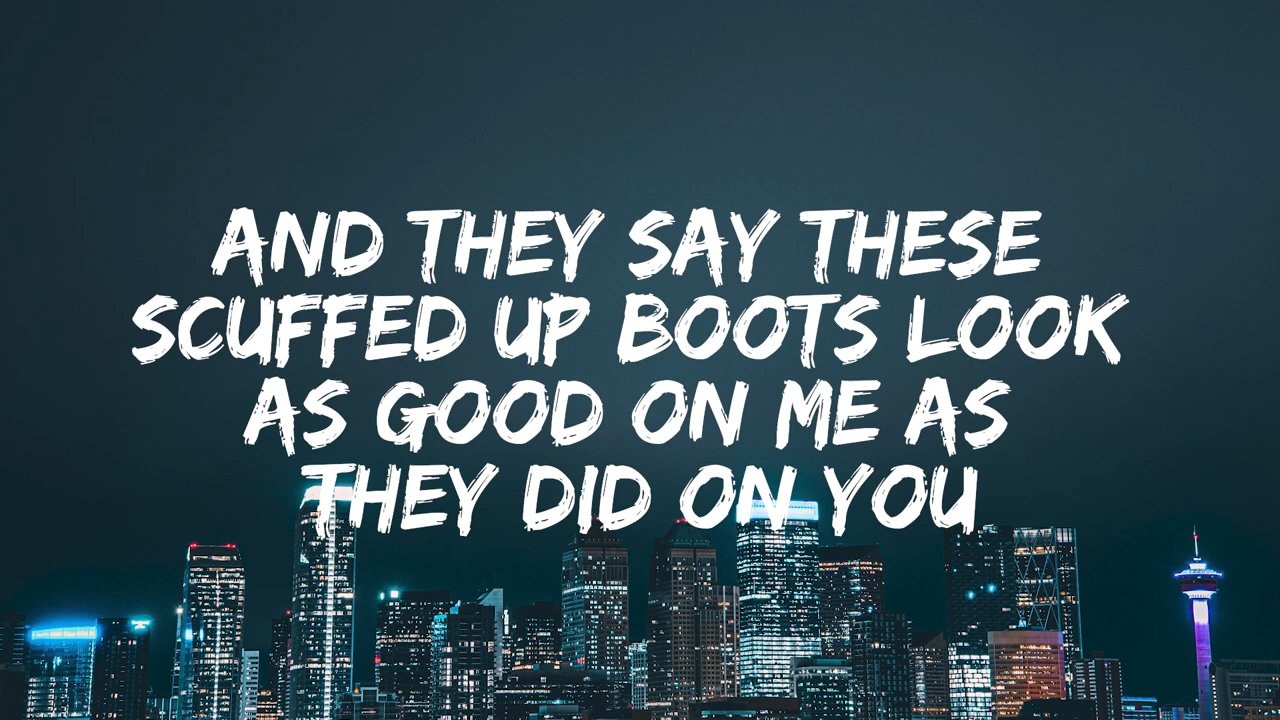 AND THEY SAY THESE
SCUFFED UP BOOTS LOOK
AS GOOD ON ME AS
THEY DID ON YOU